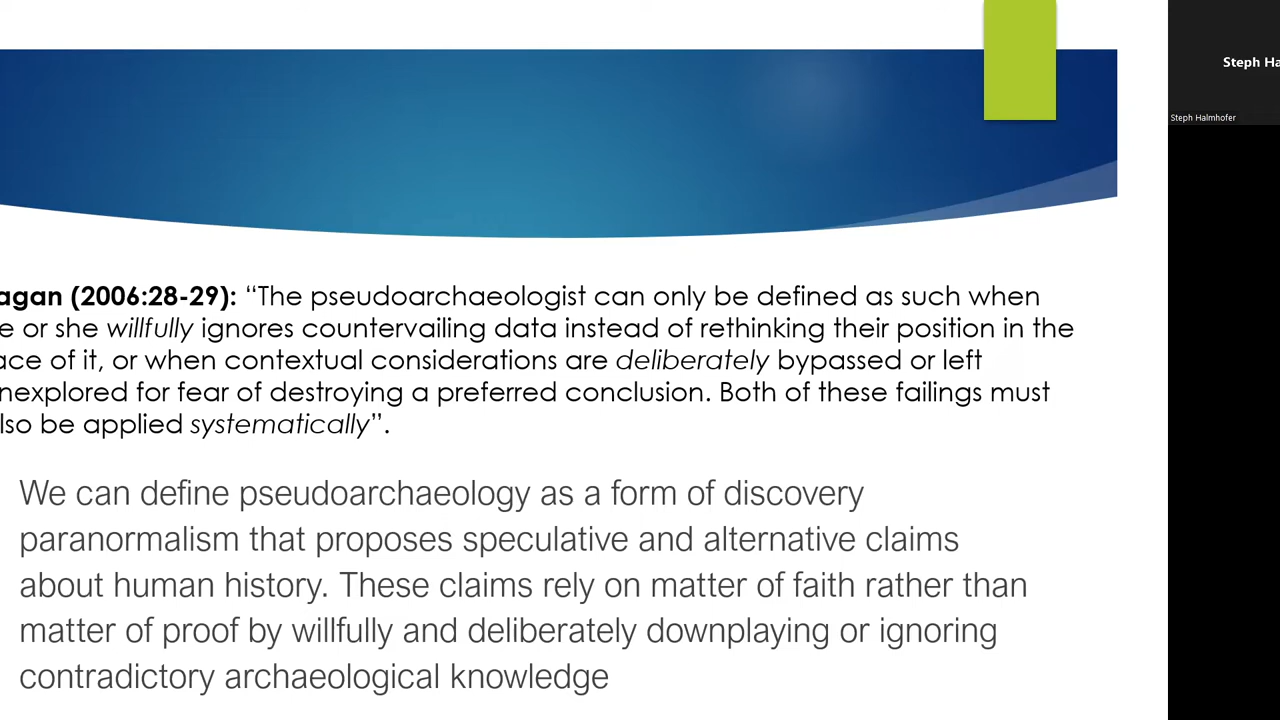 agan (2006:28-29): “The pseudoarchaeologist can only be defined as such when
e or she willfully ignores countervailing data instead of rethinking their position in the
ace of it, or when contextual considerations are deliberately bypassed or left
nexplored for fear of destroying a preferred conclusion. Both of these failings must
lso be applied systematically”.
We can define pseudoarchaeology as a form of discovery
paranormalism that proposes speculative and alternative claims
about human history. These claims rely on matter of faith rather than
matter of proof by willfully and deliberately downplaying or ignoring
contradictory archaeological knowledge
Steph Ha
Steph Halmhofer